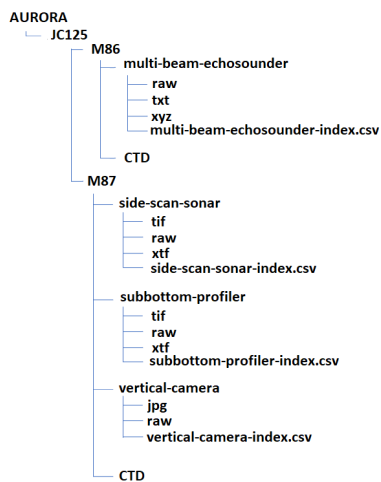 AURORA
JC125
M86
multi-beam-echosounder
raw
txt
xyz
multi-beam-echosounder-index.csv
CTD
M87
side-scan-sonar
tif
raw
xtf
side-scan-sonar-index.csv
subbottom-profiler
tif
raw
xtf
subbottom-profiler-index.csv
vertical-camera
jpg
raw
vertical-camera-index.csv
CTD